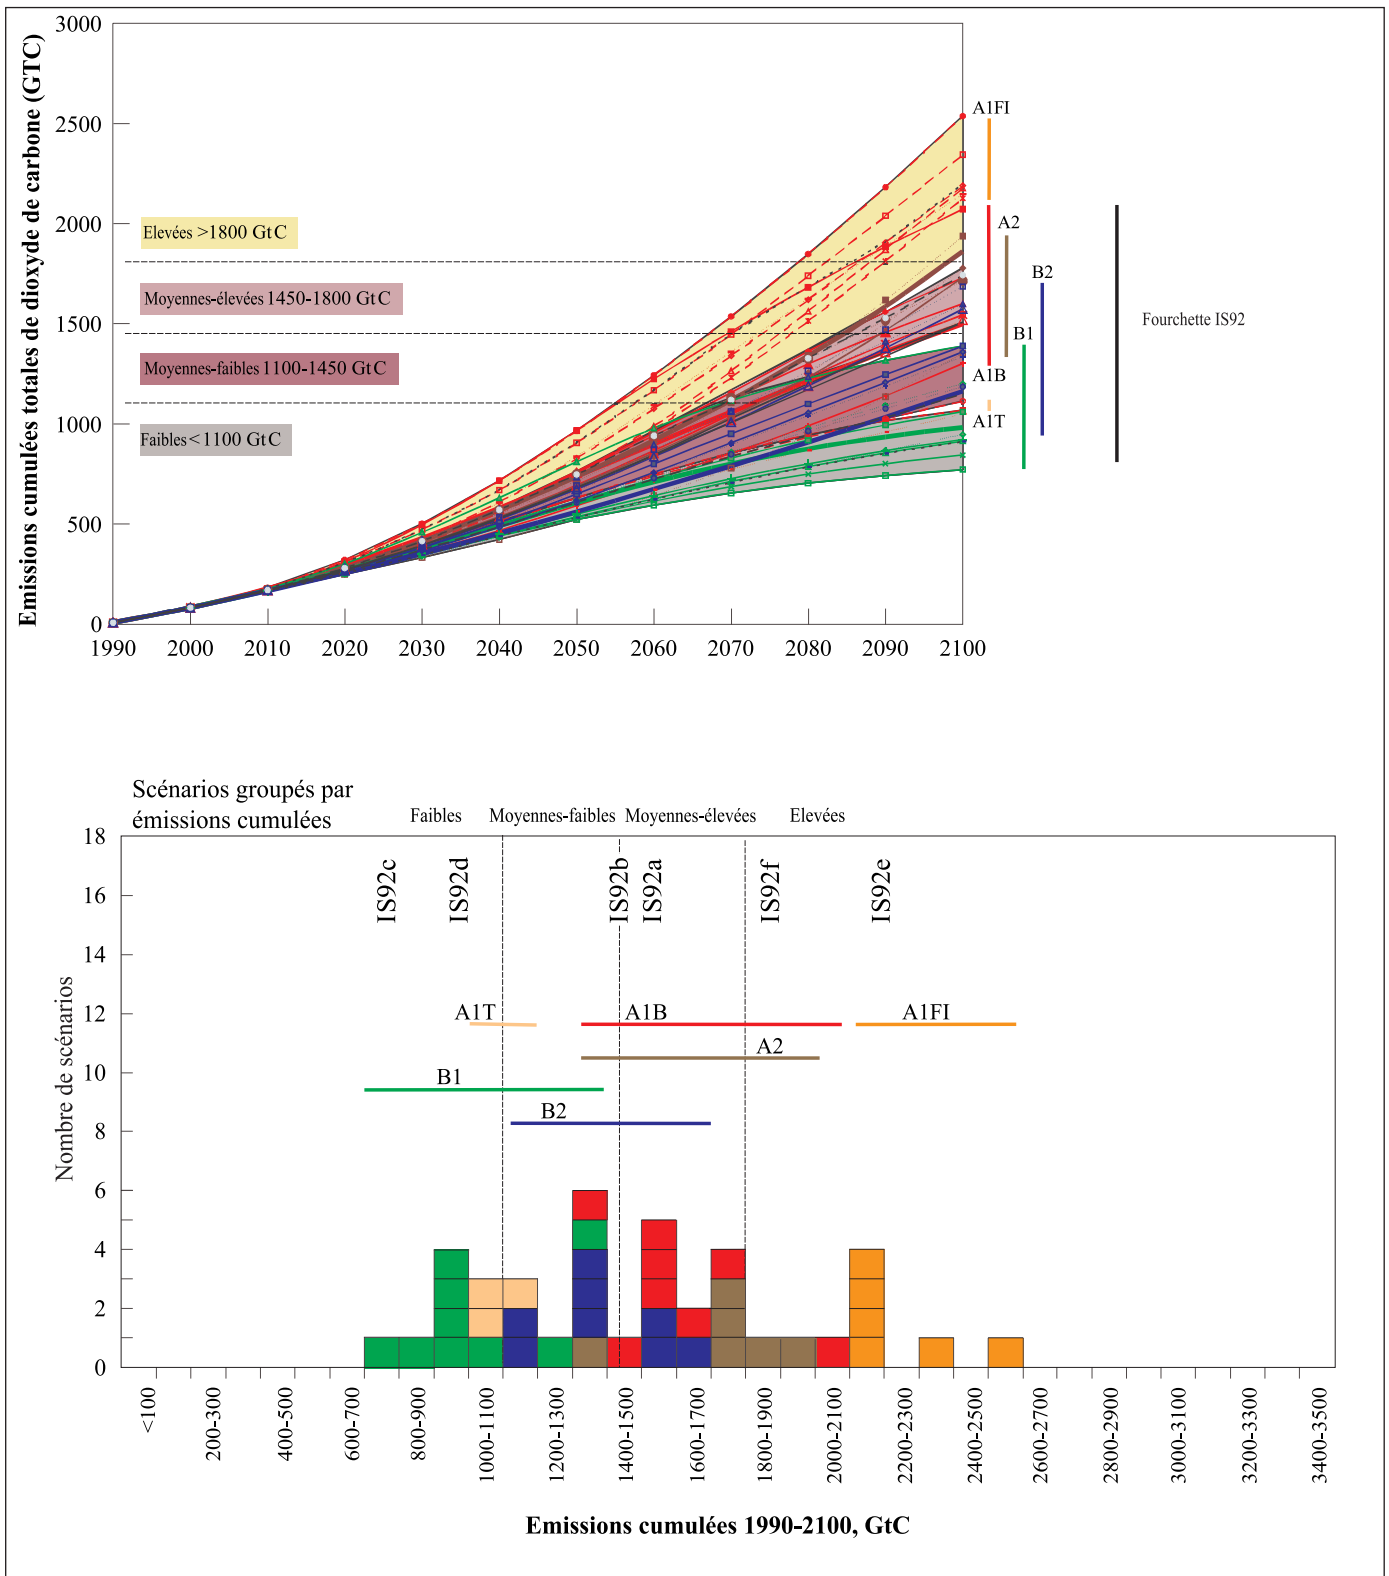 Emissions cumulées totales de dioxyde de carbone (GTC)
3000
2500
2000
1500
1000
500
0
Elevées >1800 GtC
Moyennes-élevées 1450-1800 GtC
Moyennes-faibles 1100-1450 GtC
Faibles <1100 GtC
1990 2000 2010 2020 2030 2040 2050 2060 2070 2080 2090 2100
A1FI
A2
B2
B1
A1B
A1T
Fourchette IS92
Scénarios groupés par
émissions cumulées
Faibles Moyennes-faibles Moyennes-élevées Elevées
Nombre de scénarios
18
16
14
12
10
8
6
4
2
0
IS92c IS92d IS92b IS92a IS92f IS92e
A1T A1B A1FI
A2
B1
B2
<100 200-300 400-500 600-700 800-900 1000-1100 1200-1300 1400-1500 1600-1700 1800-1900 2000-2100 2200-2300 2400-2500 2600-2700 2800-2900 3000-3100 3200-3300 3400-3500
Emissions cumulées 1990-2100, GtC